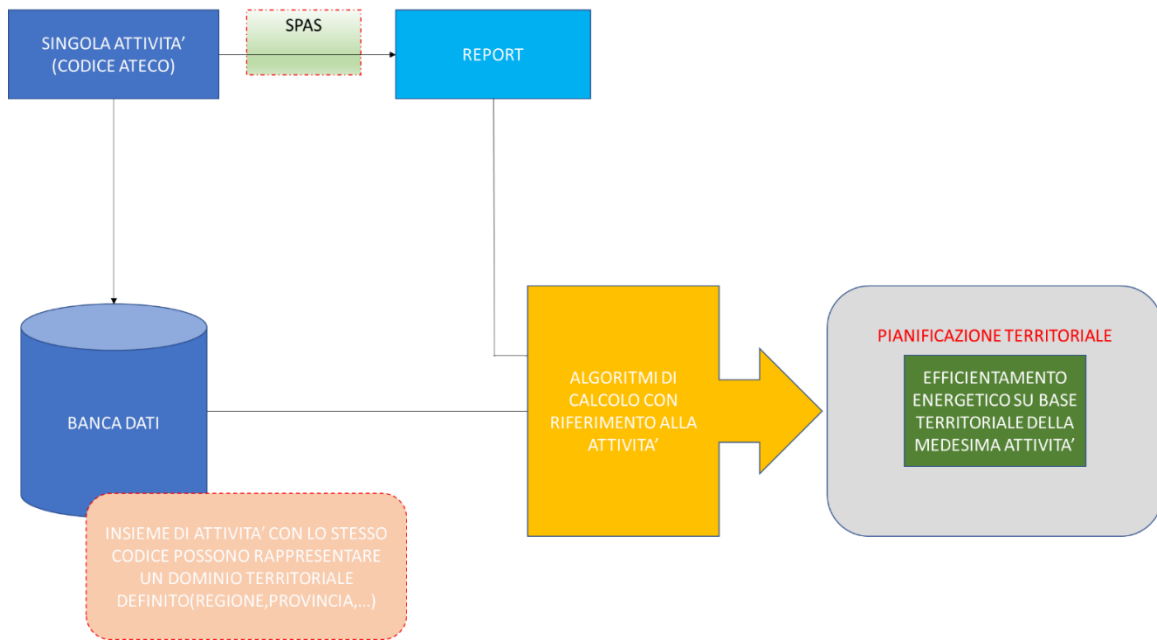 SINGOLA ATTIVITA’
(CODICE ATECO)
SPAS
REPORT
BANCA DATI
INSIEME DI ATTIVITA’ CON LO STESSO
CODICE POSSONO RAPPRESENTARE
UN DOMINIO TERRITORIALE
DEFINITO(REGIONE,PROVINCIA,...)
ALGORITMI DI
CALCOLO CON
RIFERIMENTO ALLA
ATTIVITA’
PIANIFICAZIONE TERRITORIALE
EFFICIENTAMENTO
ENERGETICO SU BASE
TERRITORIALE DELLA
MEDESIMA ATTIVITA’